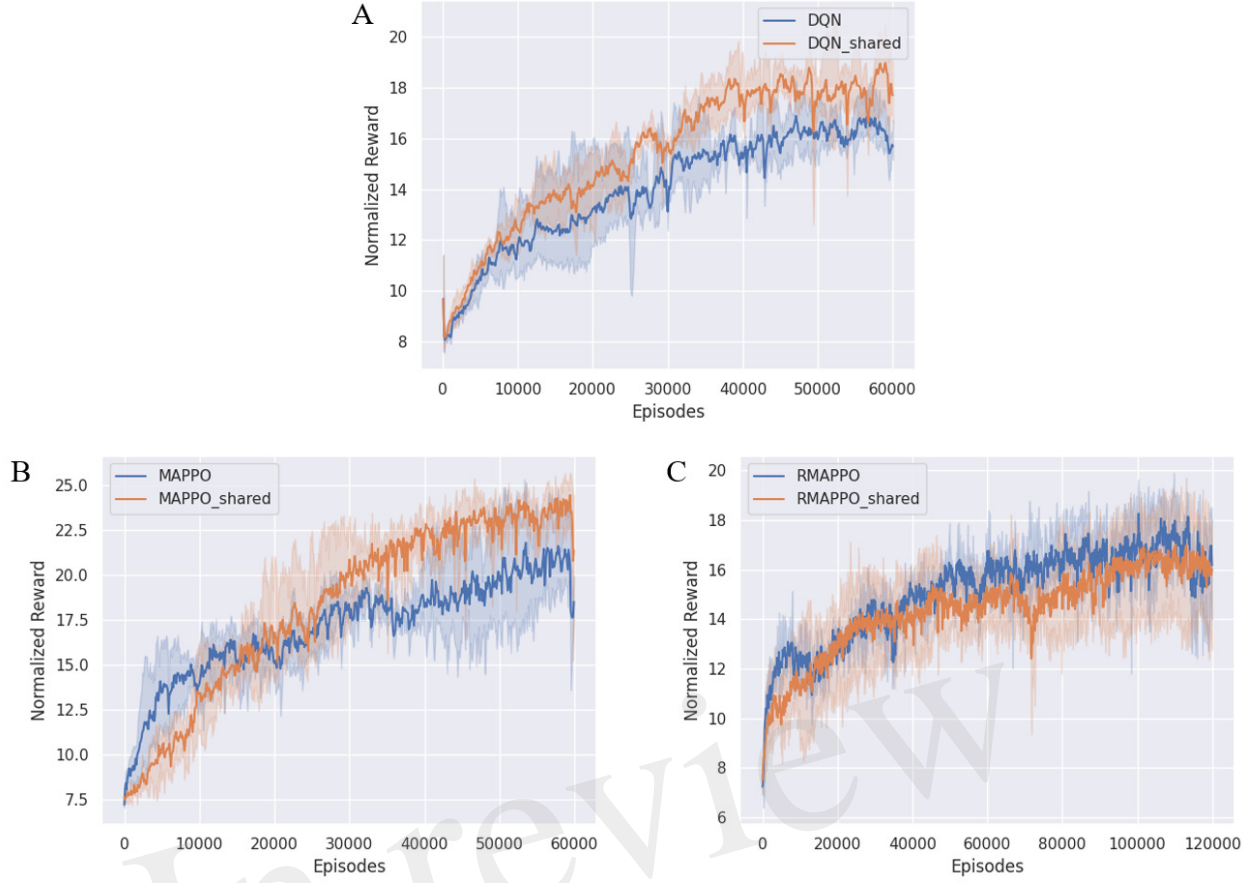 A
DQN
DQN_shared
20
18
16
14
12
10
8
Normalized Reward
0 10000 20000 30000 40000 50000 60000
Episodes
B
MAPPO
MAPPO_shared
25.0
22.5
20.0
17.5
15.0
12.5
10.0
7.5
Normalized Reward
0 10000 20000 30000 40000 50000 60000
Episodes
C
RMAPPO
RMAPPO_shared
20
18
16
14
12
10
8
6
Normalized Reward
0 20000 40000 60000 80000 100000 120000
Episodes
In review